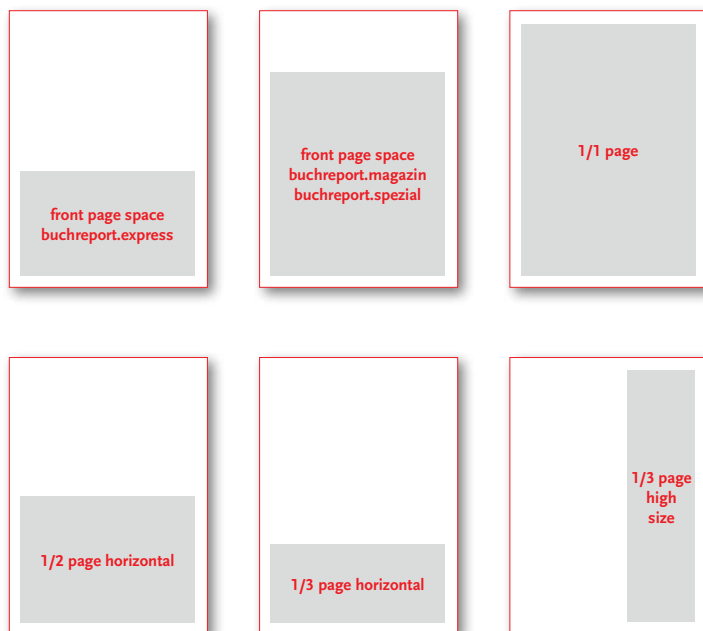 front page space
buchreport.express
front page space
buchreport.magazin
buchreport.spezial
1/1 page
1/2 page horizontal
1/3 page horizontal
1/3 page
high
size